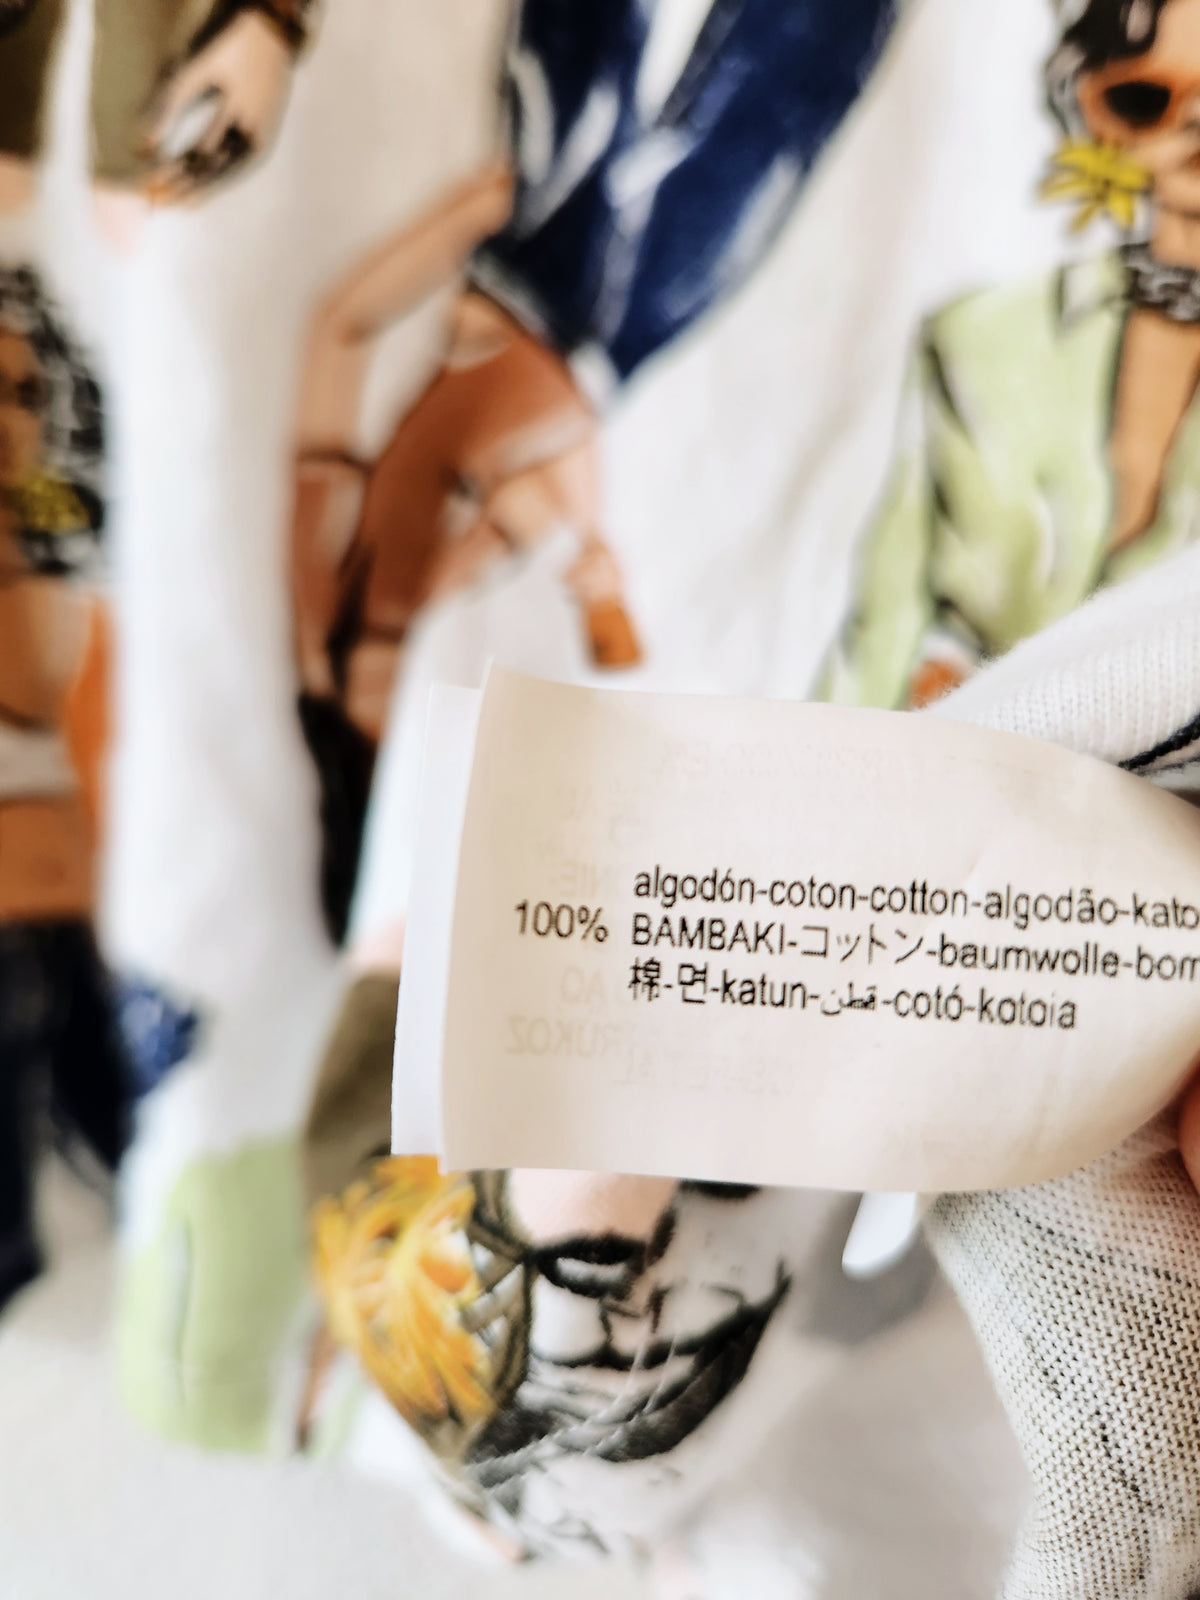 algodón-coton-cotton-algodão-kato
100% BAMBAKI-コットン-baumwolle-bom
棉-면-katun-قطن-cotó-kotoia